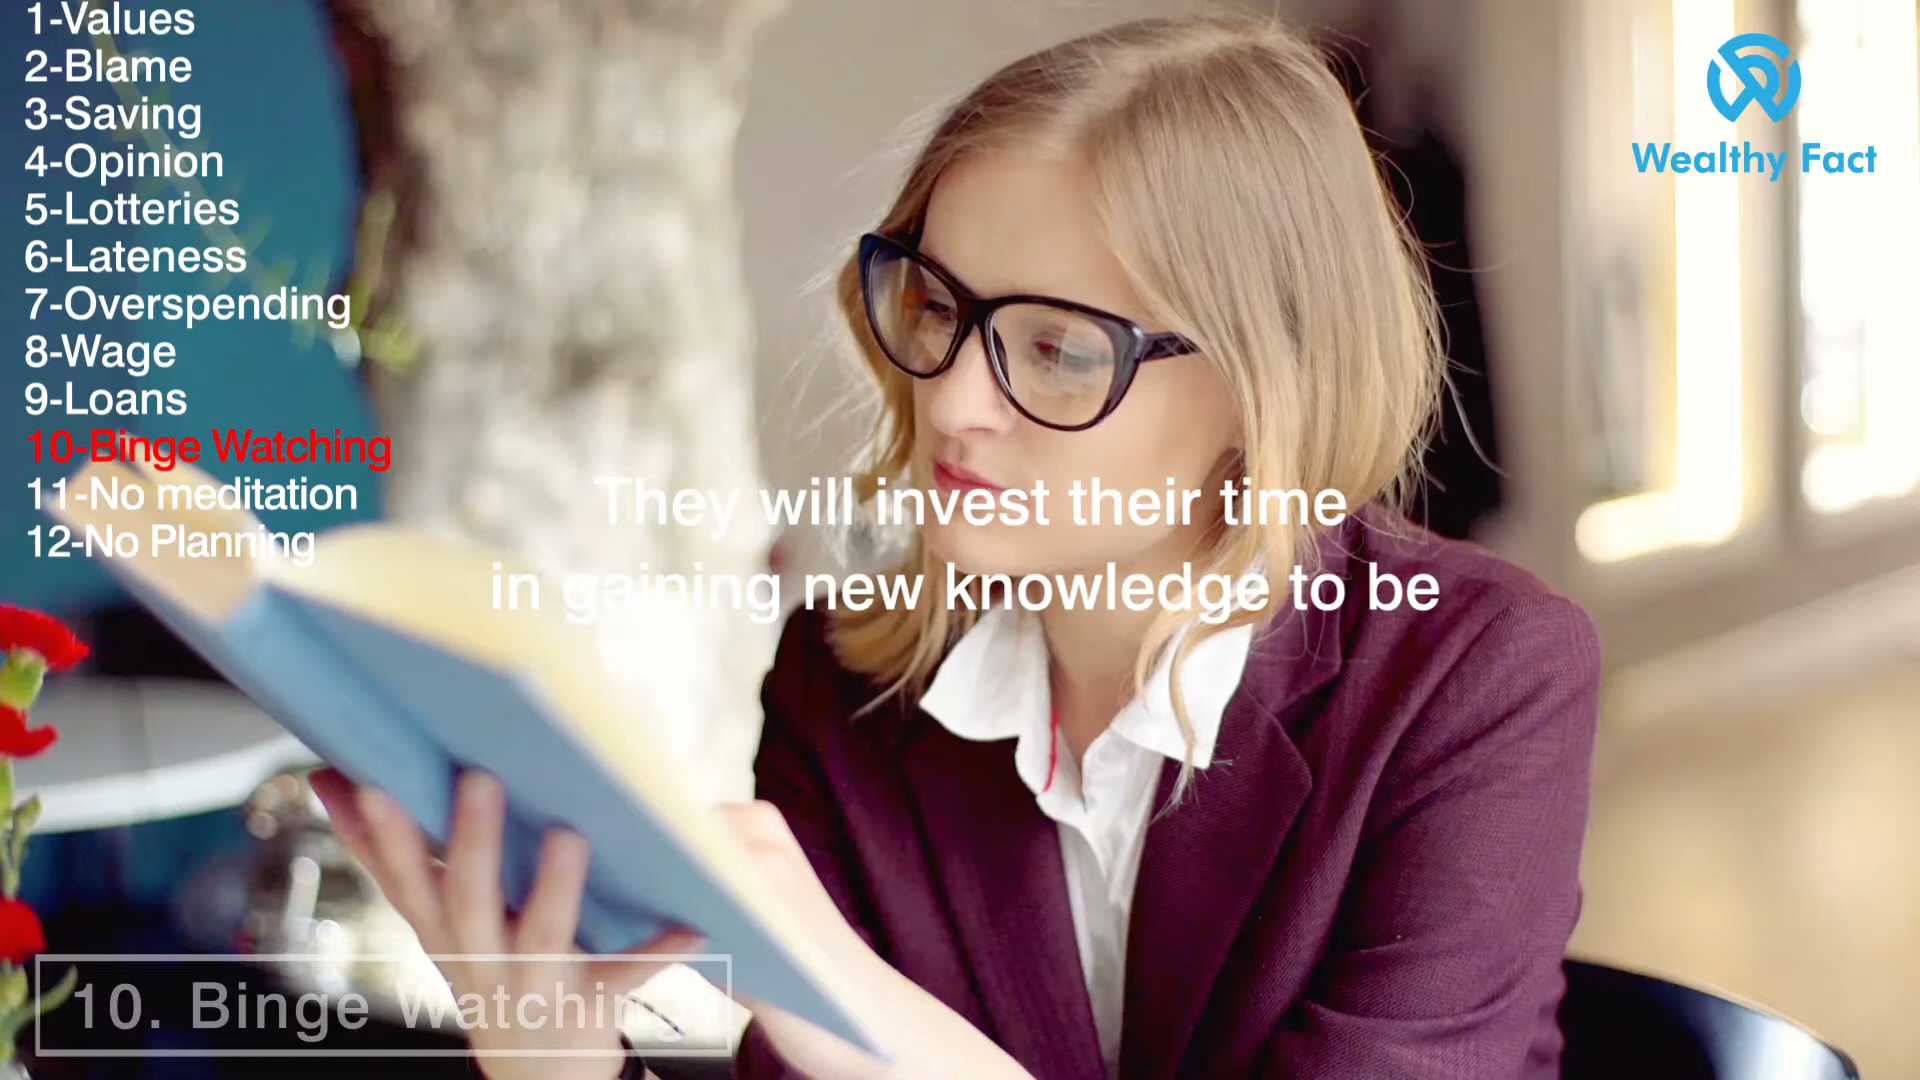 1-Values
2-Blame
3-Saving
4-Opinion
5-Lotteries
6-Lateness
7-Overspending
8-Wage
9-Loans
10-Binge Watching
11-No meditation
12-No Planning
Wealthy Fact
They will invest their time
in gaining new knowledge to be
10. Binge Watching